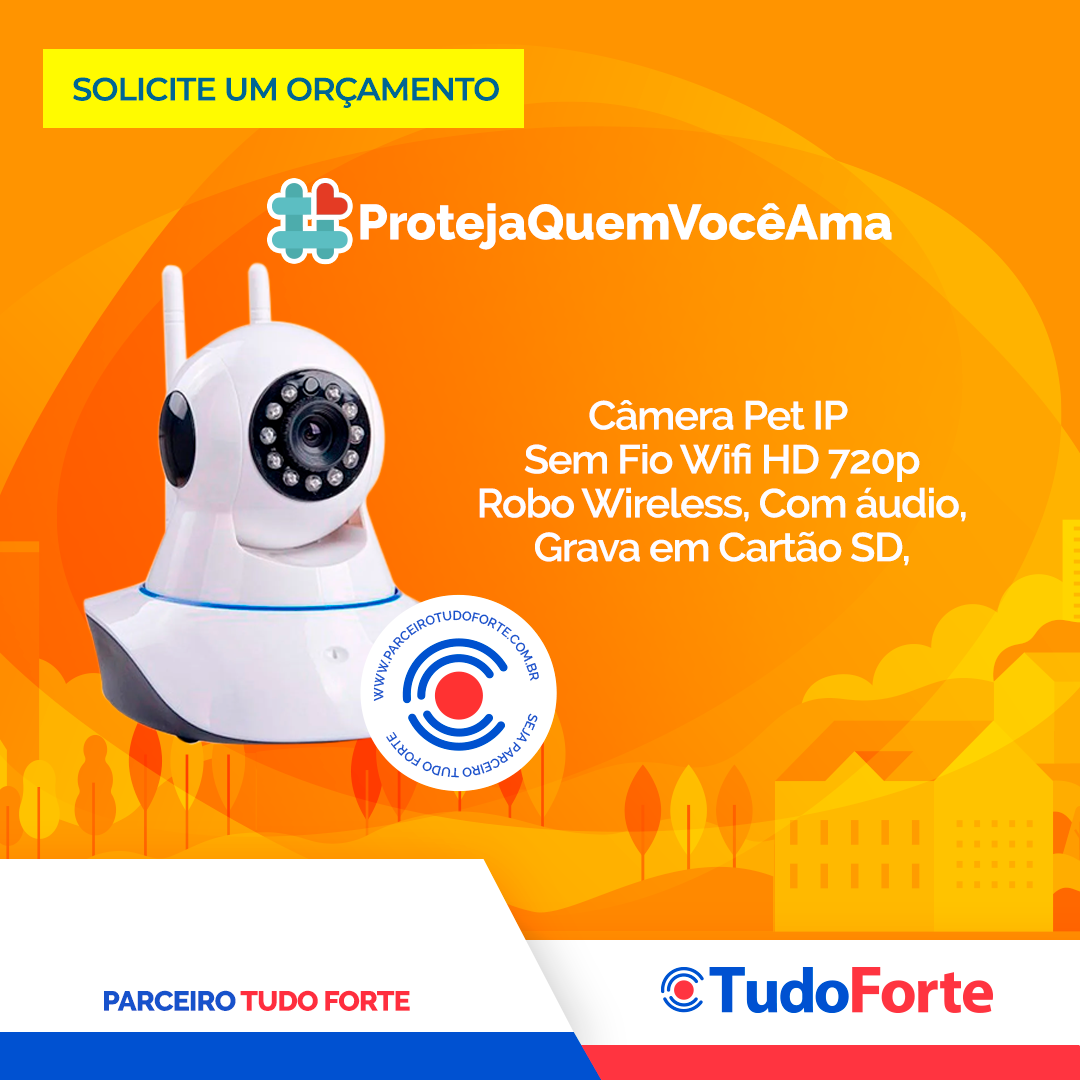 SOLICITE UM ORÇAMENTO
ProtejaQuemVocêAma
Câmera Pet IP
Sem Fio Wifi HD 720p
Robo Wireless, Com áudio,
Grava em Cartão SD,
WWW.PARCEIROTUDOFORTE.COM.BR
SEJA PARCEIRO TUDO FORTE
PARCEIRO TUDO FORTE
TudoForte